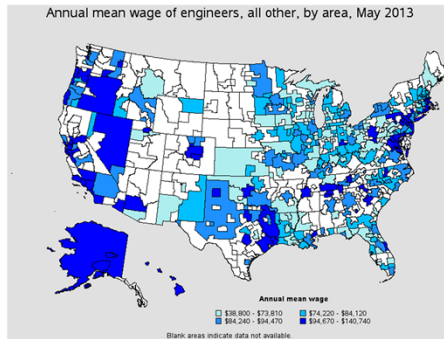 Annual mean wage of engineers, all other, by area, May 2013
Annual mean wage
$38,800 - $73,810 $74,220 - $84,120
$84,240 - $94,470 $94,670 - $140,740
Blank areas indicate data not available.